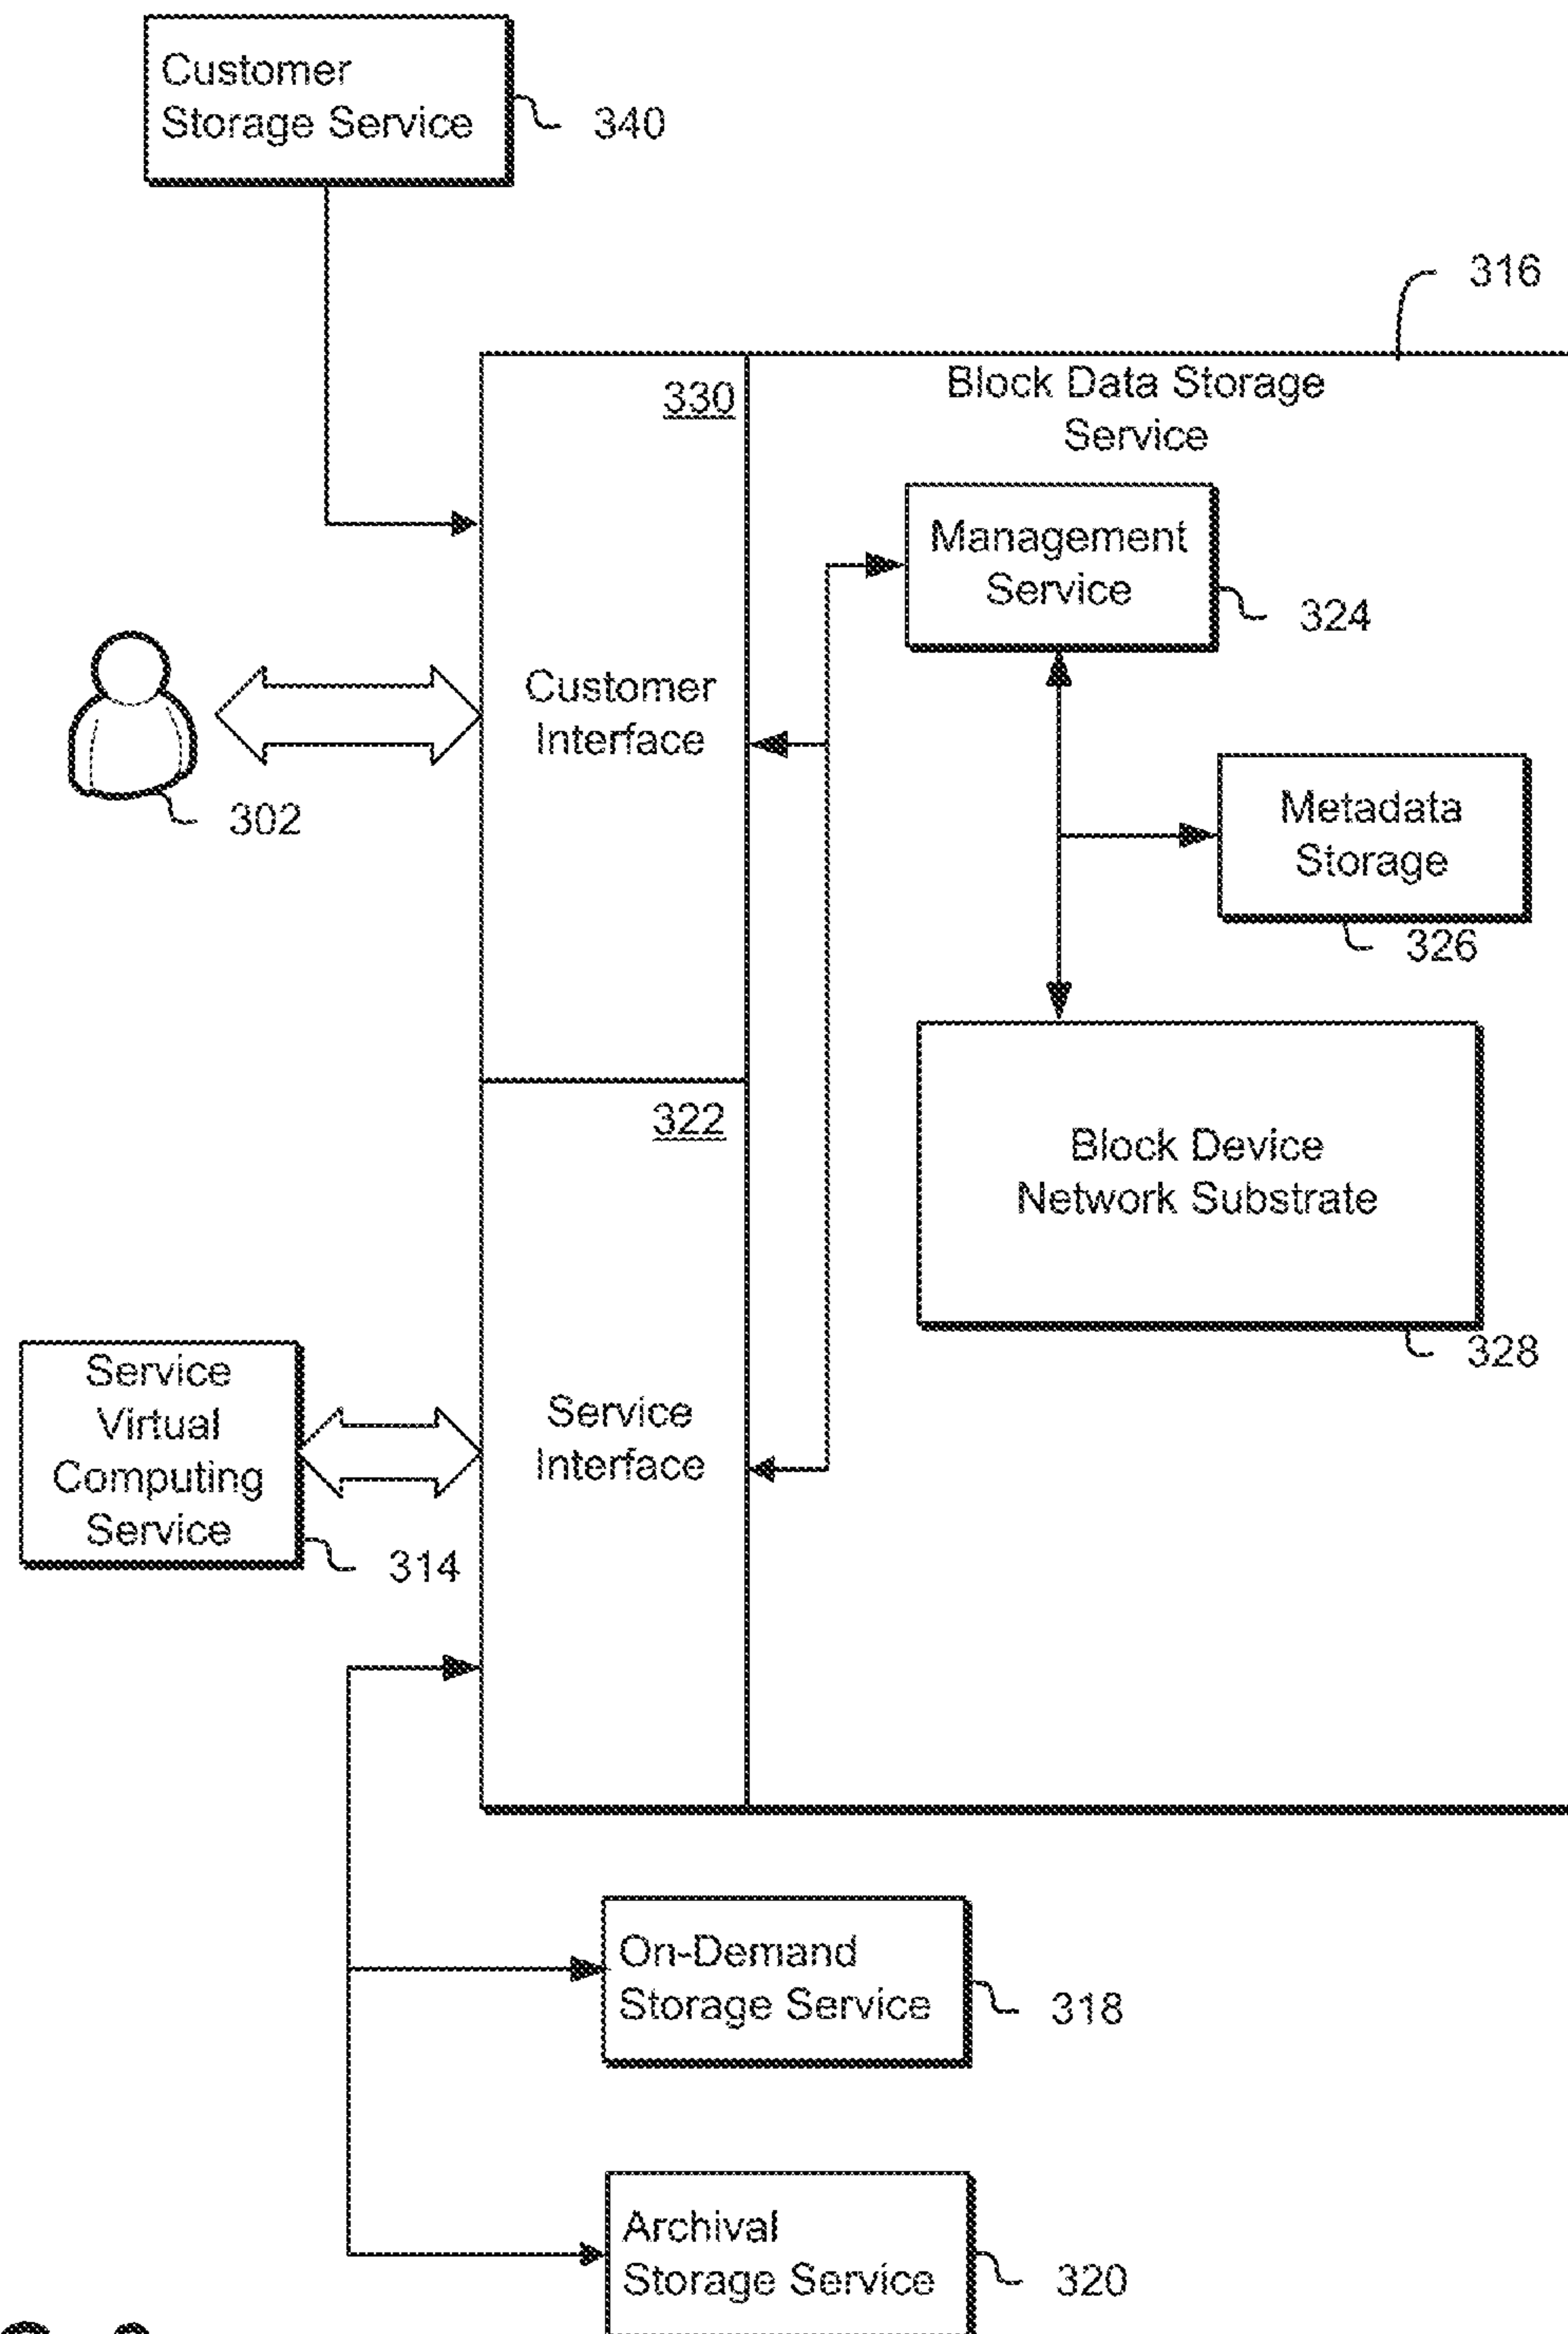 Customer
Storage Service
340
316
330
Block Data Storage
Service
Management
Service
324
Customer
Interface
302
Metadata
Storage
326
322
Block Device
Network Substrate
328
Service
Virtual
Computing
Service
314
Service
Interface
On-Demand
Storage Service
318
Archival
Storage Service
320